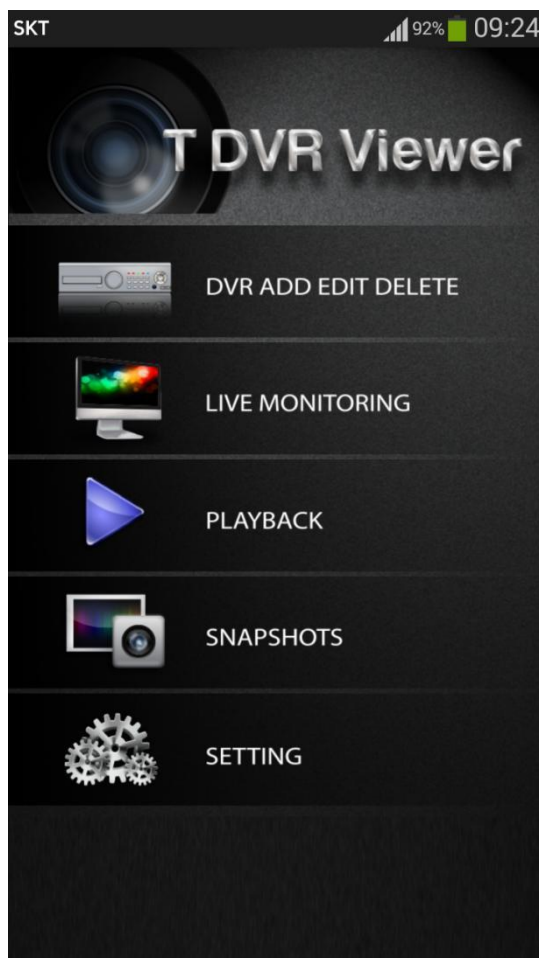 SKT 92% 09:24
T DVR Viewer
DVR ADD EDIT DELETE
LIVE MONITORING
PLAYBACK
SNAPSHOTS
SETTING